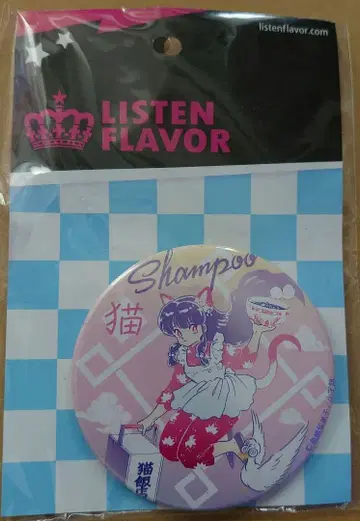 listenflavor.com
LISTEN
FLAVOR
Shampoo
猫
猫飯店